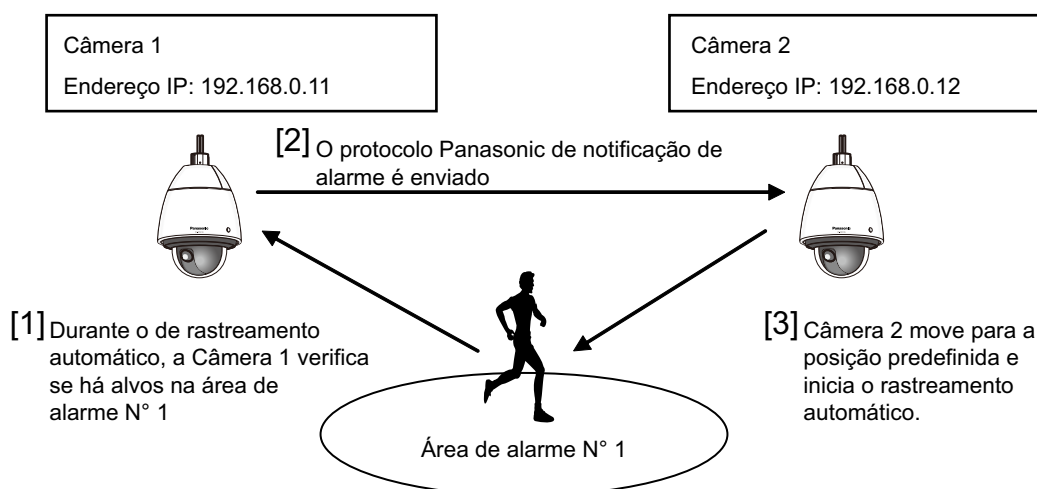 Câmera 1
Endereço IP: 192.168.0.11
Câmera 2
Endereço IP: 192.168.0.12
[2] O protocolo Panasonic de notificação de
alarme é enviado
Panasonic
Panasonic
[1] Durante o de rastreamento
automático, a Câmera 1 verifica
se há alvos na área de
alarme N° 1
[3] Câmera 2 move para a
posição predefinida e
inicia o rastreamento
automático.
Área de alarme N° 1